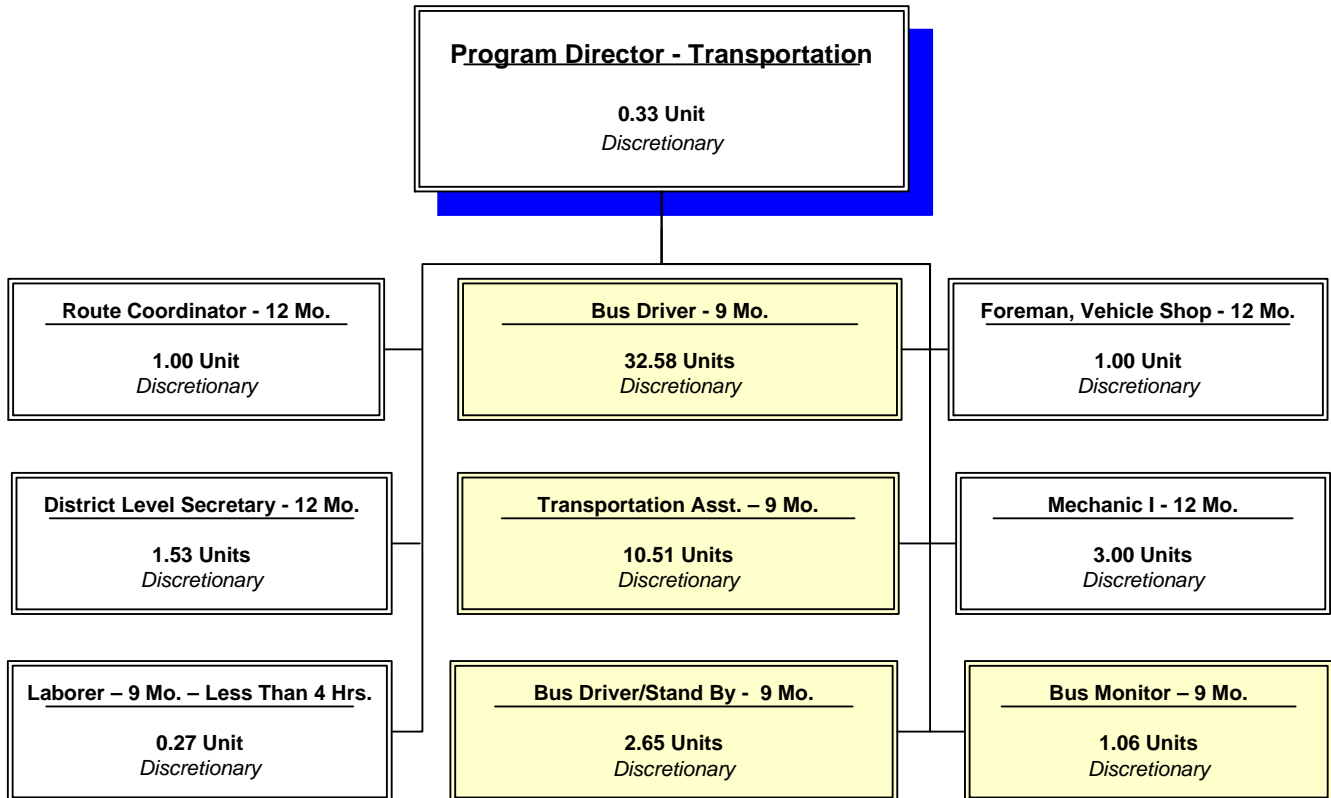 Program Director - Transportation
0.33 Unit
Discretionary
Route Coordinator - 12 Mo.
1.00 Unit
Discretionary
Bus Driver - 9 Mo.
32.58 Units
Discretionary
Foreman, Vehicle Shop - 12 Mo.
1.00 Unit
Discretionary
District Level Secretary - 12 Mo.
1.53 Units
Discretionary
Transportation Asst. – 9 Mo.
10.51 Units
Discretionary
Mechanic I - 12 Mo.
3.00 Units
Discretionary
Laborer – 9 Mo. – Less Than 4 Hrs.
0.27 Unit
Discretionary
Bus Driver/Stand By -  9 Mo.
2.65 Units
Discretionary
Bus Monitor – 9 Mo.
1.06 Units
Discretionary